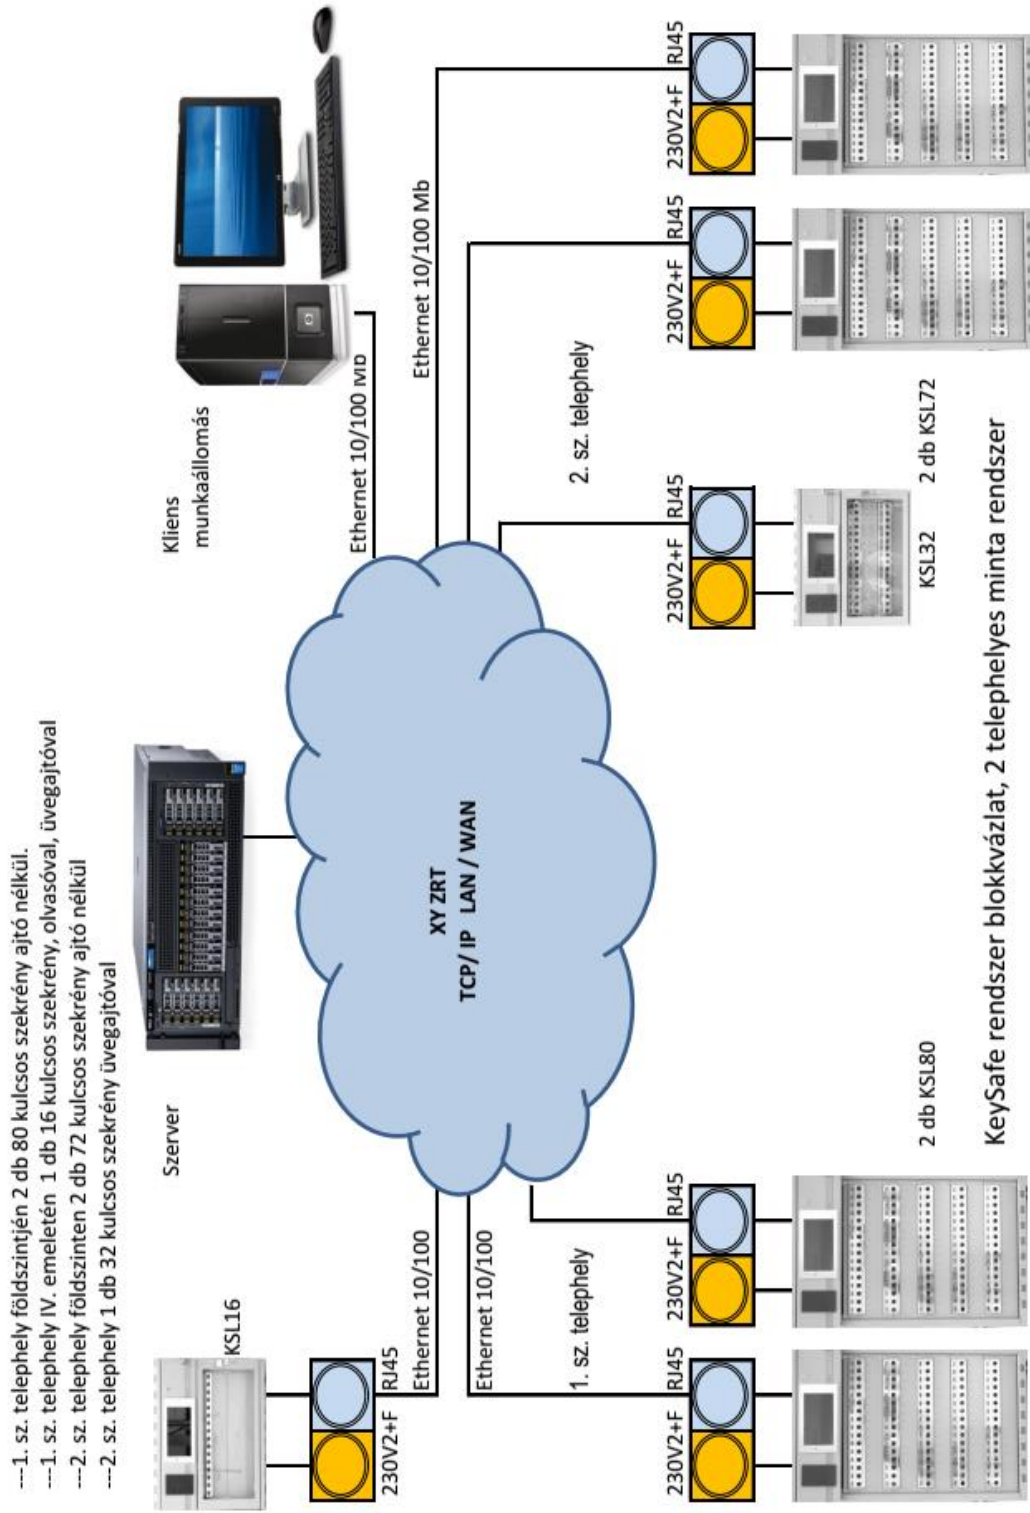 ---1. sz. telephely földszintjén 2 db 80 kulcsos szekrény ajtó nélkül.
---1. sz. telephely IV. emeletén 1 db 16 kulcsos szekrény, olvasóval, üvegajtóval
---2. sz. telephely földszinten 2 db 72 kulcsos szekrény ajtó nélkül
---2. sz. telephely 1 db 32 kulcsos szekrény üvegajtóval
Szerver
Kliens
munkaállomás
KSL16
230V2+F RJ45
Ethernet 10/100
Ethernet 10/100
Ethernet 10/100 Mb
Ethernet 10/100 Mb
XY ZRT
TCP/ IP LAN / WAN
1. sz. telephely
2. sz. telephely
230V2+F RJ45
230V2+F RJ45
230V2+F RJ45
230V2+F RJ45
230V2+F RJ45
2 db KSL80
KSL32
2 db KSL72
KeySafe rendszer blokkvázlat, 2 telephelyes minta rendszer